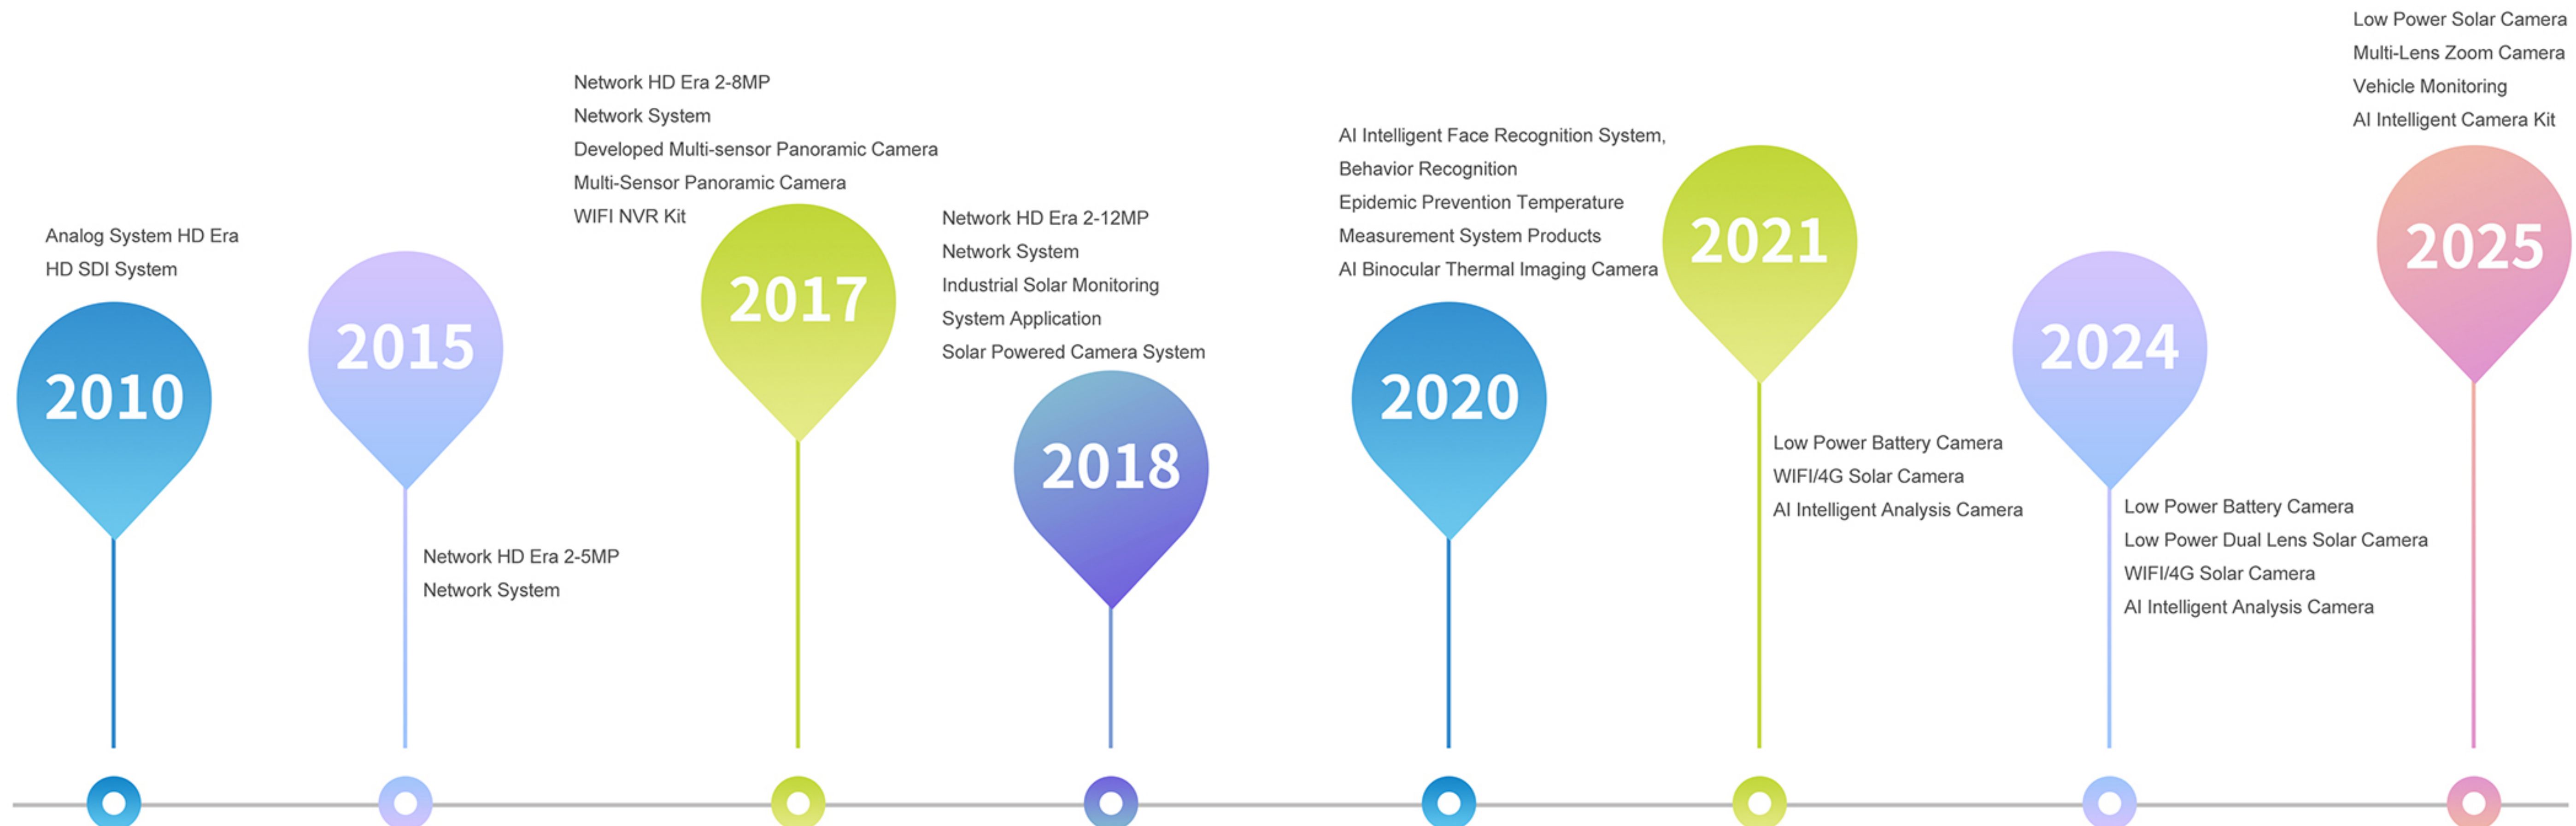 Analog System HD Era
HD SDI System
2010
2015
Network HD Era 2-5MP
Network System
Network HD Era 2-8MP
Network System
Developed Multi-sensor Panoramic Camera
Multi-Sensor Panoramic Camera
WIFI NVR Kit
2017
Network HD Era 2-12MP
Network System
Industrial Solar Monitoring
System Application
Solar Powered Camera System
2018
AI Intelligent Face Recognition System,
Behavior Recognition
Epidemic Prevention Temperature
Measurement System Products
AI Binocular Thermal Imaging Camera
2020
2021
Low Power Battery Camera
WIFI/4G Solar Camera
AI Intelligent Analysis Camera
2024
Low Power Battery Camera
Low Power Dual Lens Solar Camera
WIFI/4G Solar Camera
AI Intelligent Analysis Camera
Low Power Solar Camera
Multi-Lens Zoom Camera
Vehicle Monitoring
AI Intelligent Camera Kit
2025